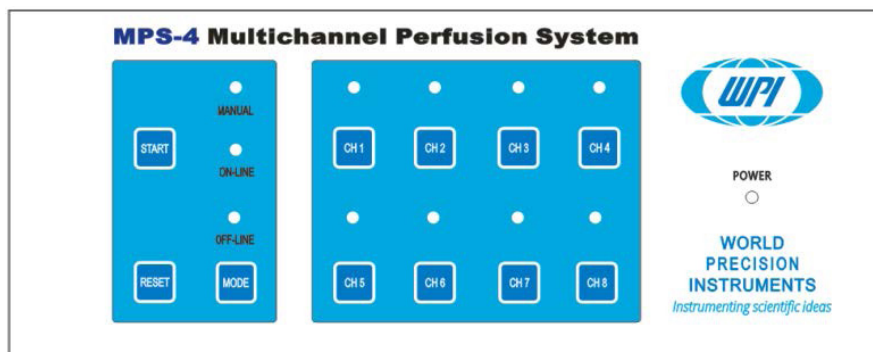 MPS-4 Multichannel Perfusion System
WPI
MANUAL
START
ON-LINE
OFF-LINE
RESET
MODE
CH 1
CH 2
CH 3
CH 4
CH 5
CH 6
CH 7
CH 8
POWER
WORLD
PRECISION
INSTRUMENTS
Instrumenting scientific ideas